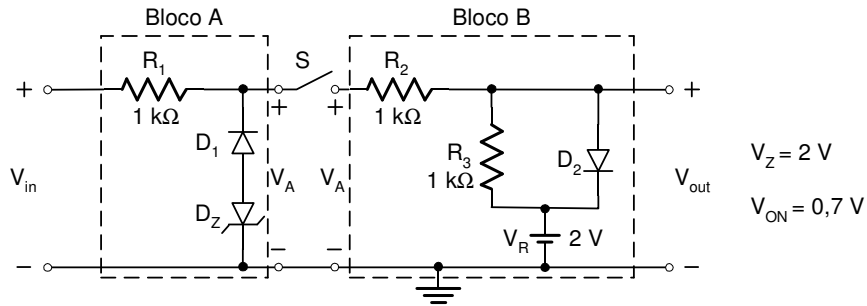 Bloco A
Bloco B
R1
1 kΩ
S
R2
1 kΩ
+
+
+
+
D1
R3
1 kΩ
D2
Vin
VA
VA
Vout
VZ = 2 V
VON = 0,7 V
DZ
VR
2 V
−
−
−
−